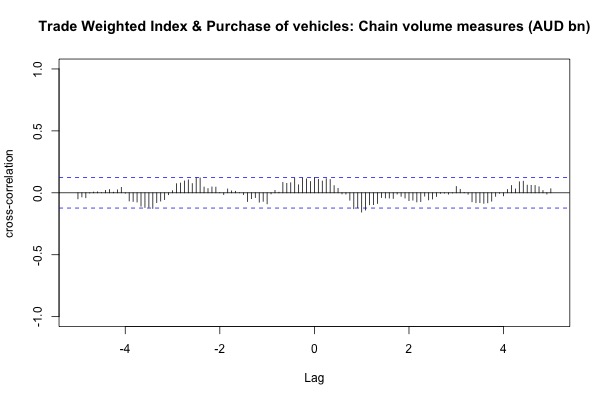 Trade Weighted Index & Purchase of vehicles: Chain volume measures (AUD bn)
1.0
0.5
0.0
-0.5
-1.0
cross-correlation
-4 -2 0 2 4
Lag